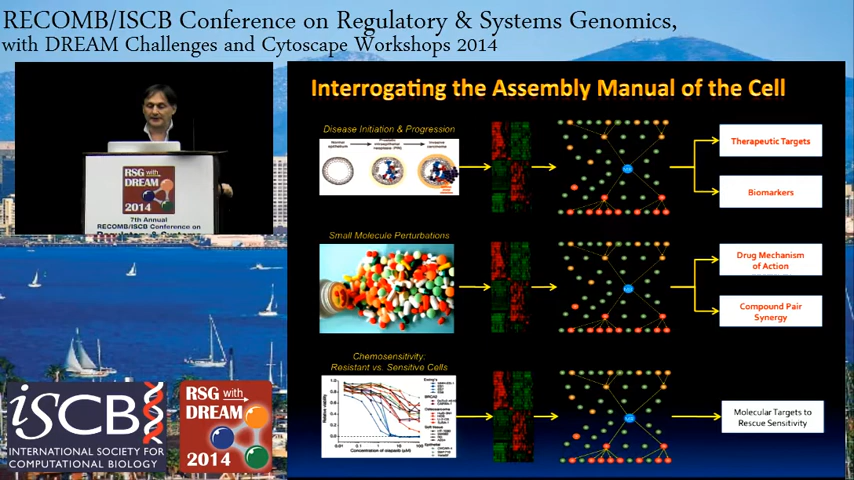 RECOMB/ISCB Conference on Regulatory & Systems Genomics,
with DREAM Challenges and Cytoscape Workshops 2014
RSG with
DREAM
2014
7th Annual
RECOMB/ISCB Conference on
iSCB
INTERNATIONAL SOCIETY FOR
COMPUTATIONAL BIOLOGY
RSG with
DREAM
2014
Interrogating the Assembly Manual of the Cell
Disease Initiation & Progression
Therapeutic Targets
Biomarkers
Small Molecule Perturbations
Drug Mechanism
of Action
Compound Pair
Synergy
Chemosensitivity:
Resistant vs. Sensitive Cells
Molecular Targets to
Rescue Sensitivity